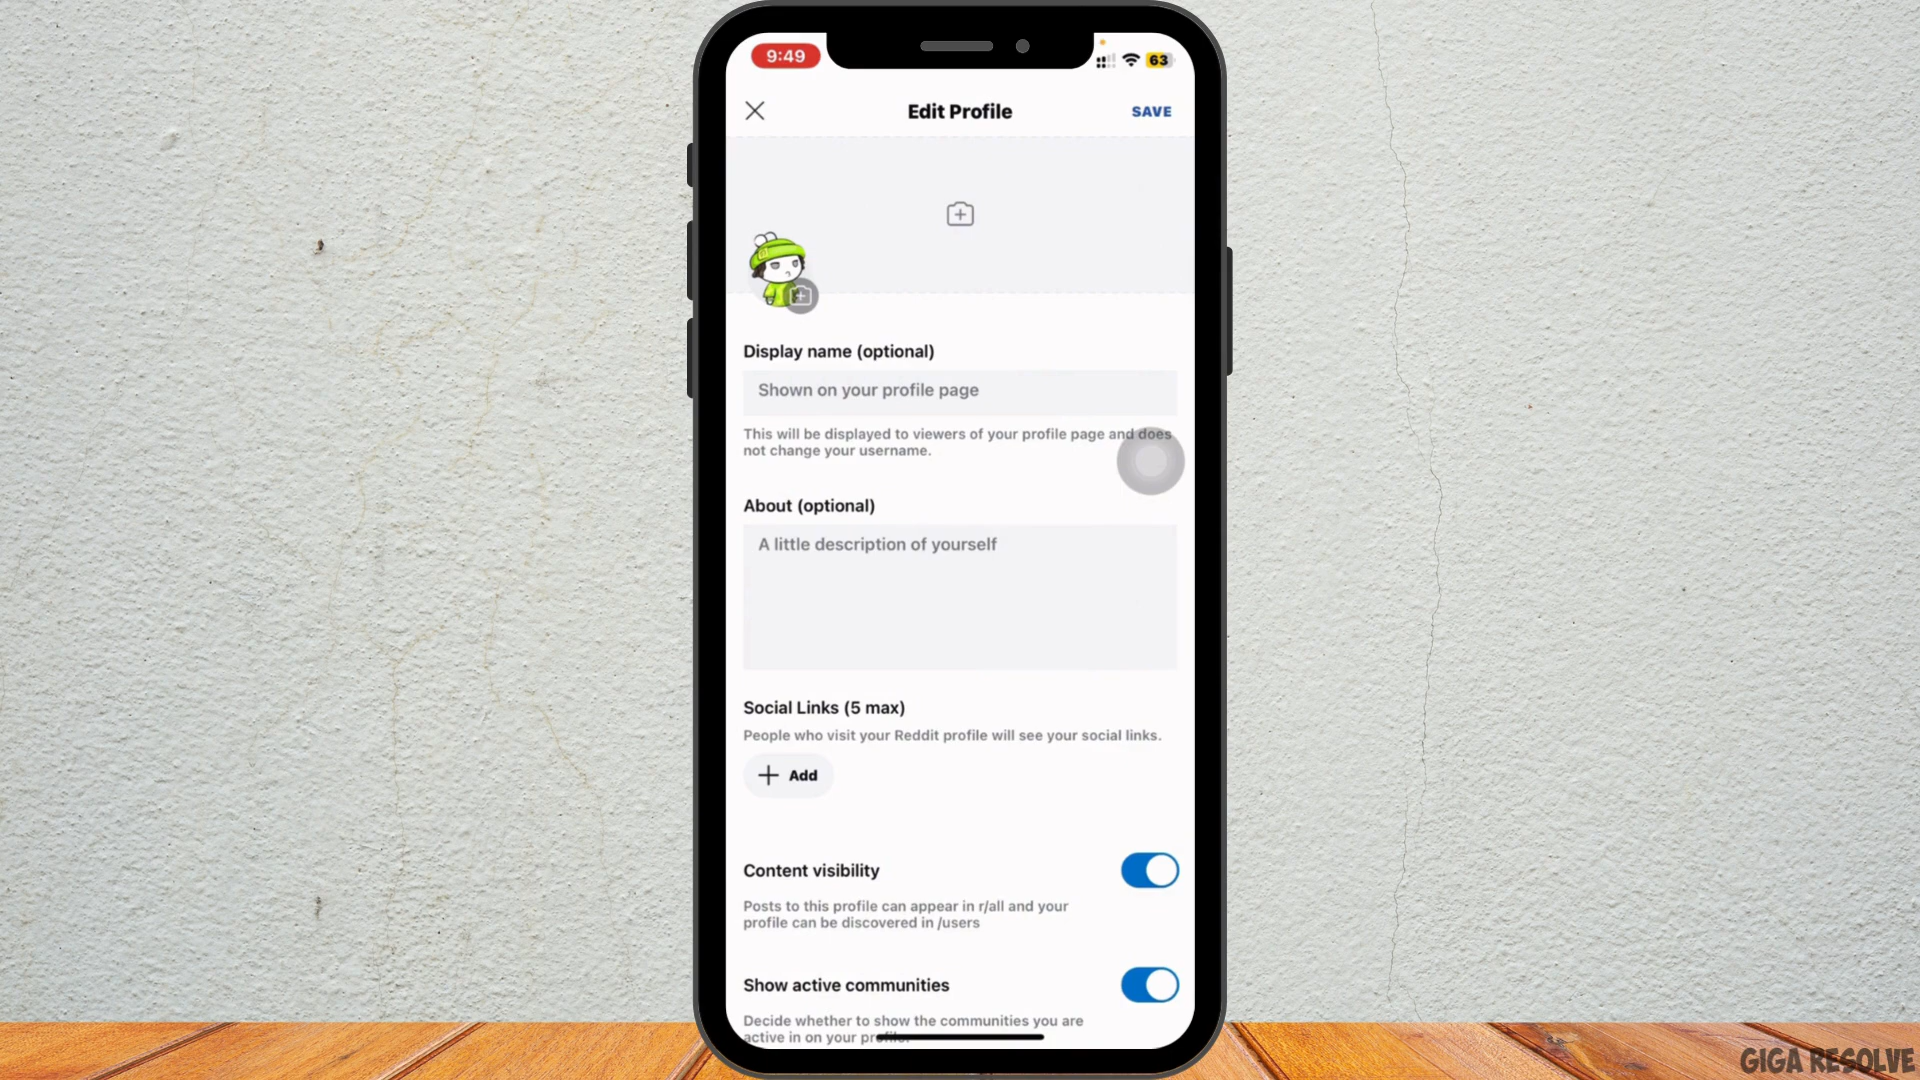 9:49
63
Edit Profile
SAVE
Display name (optional)
Shown on your profile page
This will be displayed to viewers of your profile page and does
not change your username.
About (optional)
A little description of yourself
Social Links (5 max)
People who visit your Reddit profile will see your social links.
Add
Content visibility
Posts to this profile can appear in r/all and your
profile can be discovered in /users
Show active communities
Decide whether to show the communities you are
active in on your profile.
GIGA RESOLVE